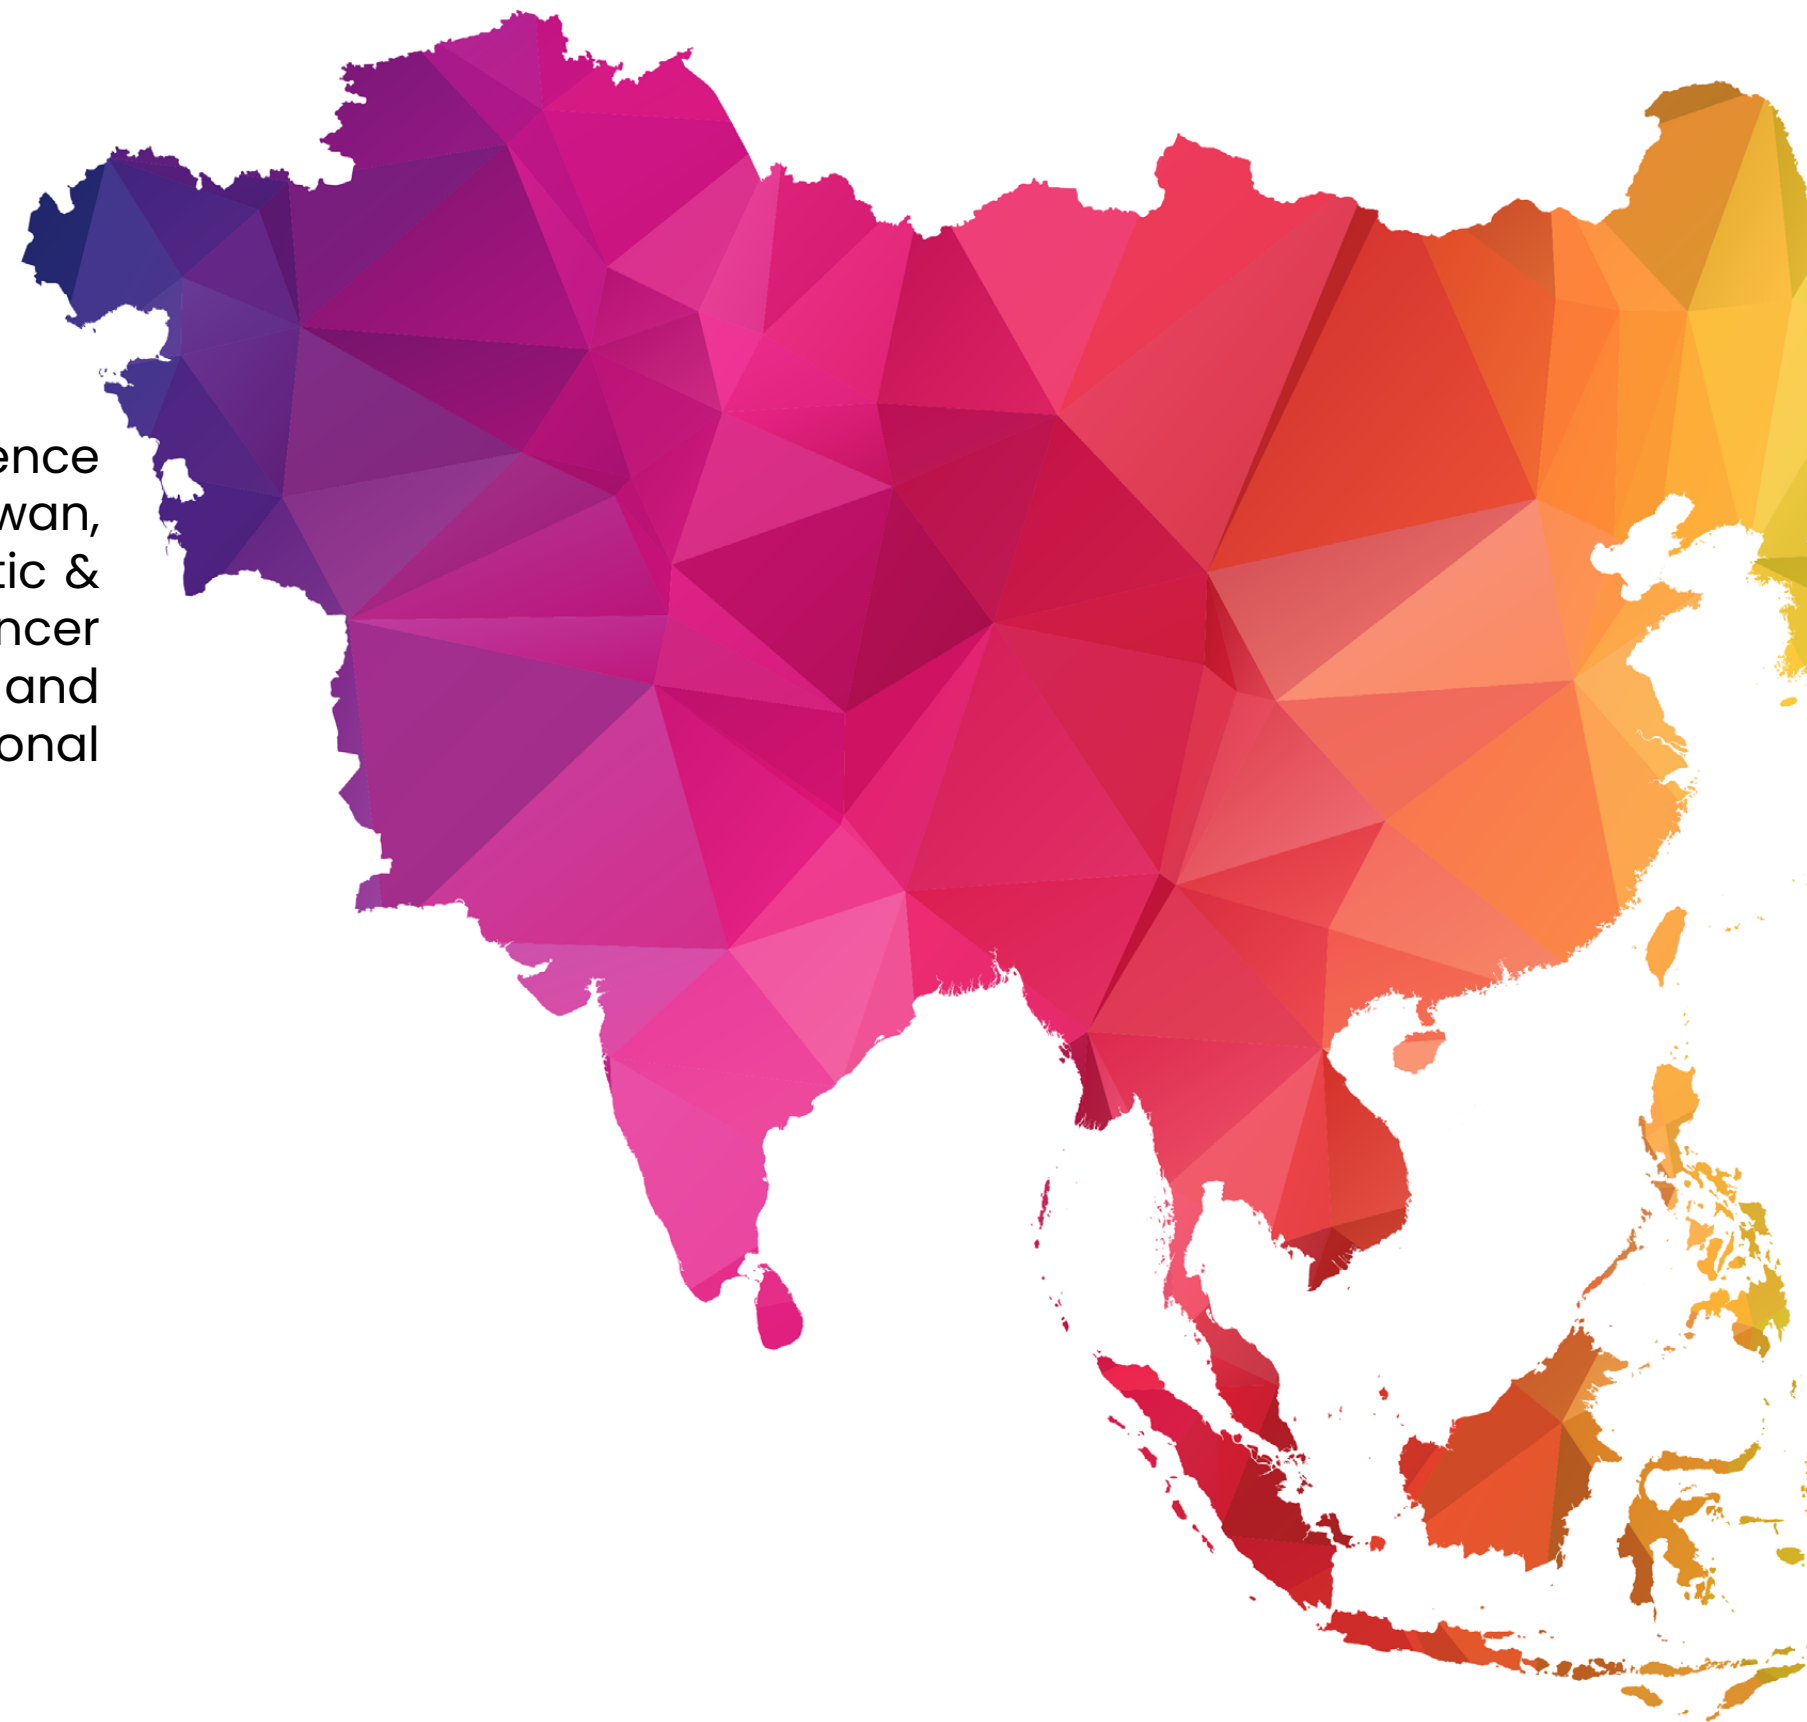 ence
wan,
tic &
ncer
and
onal